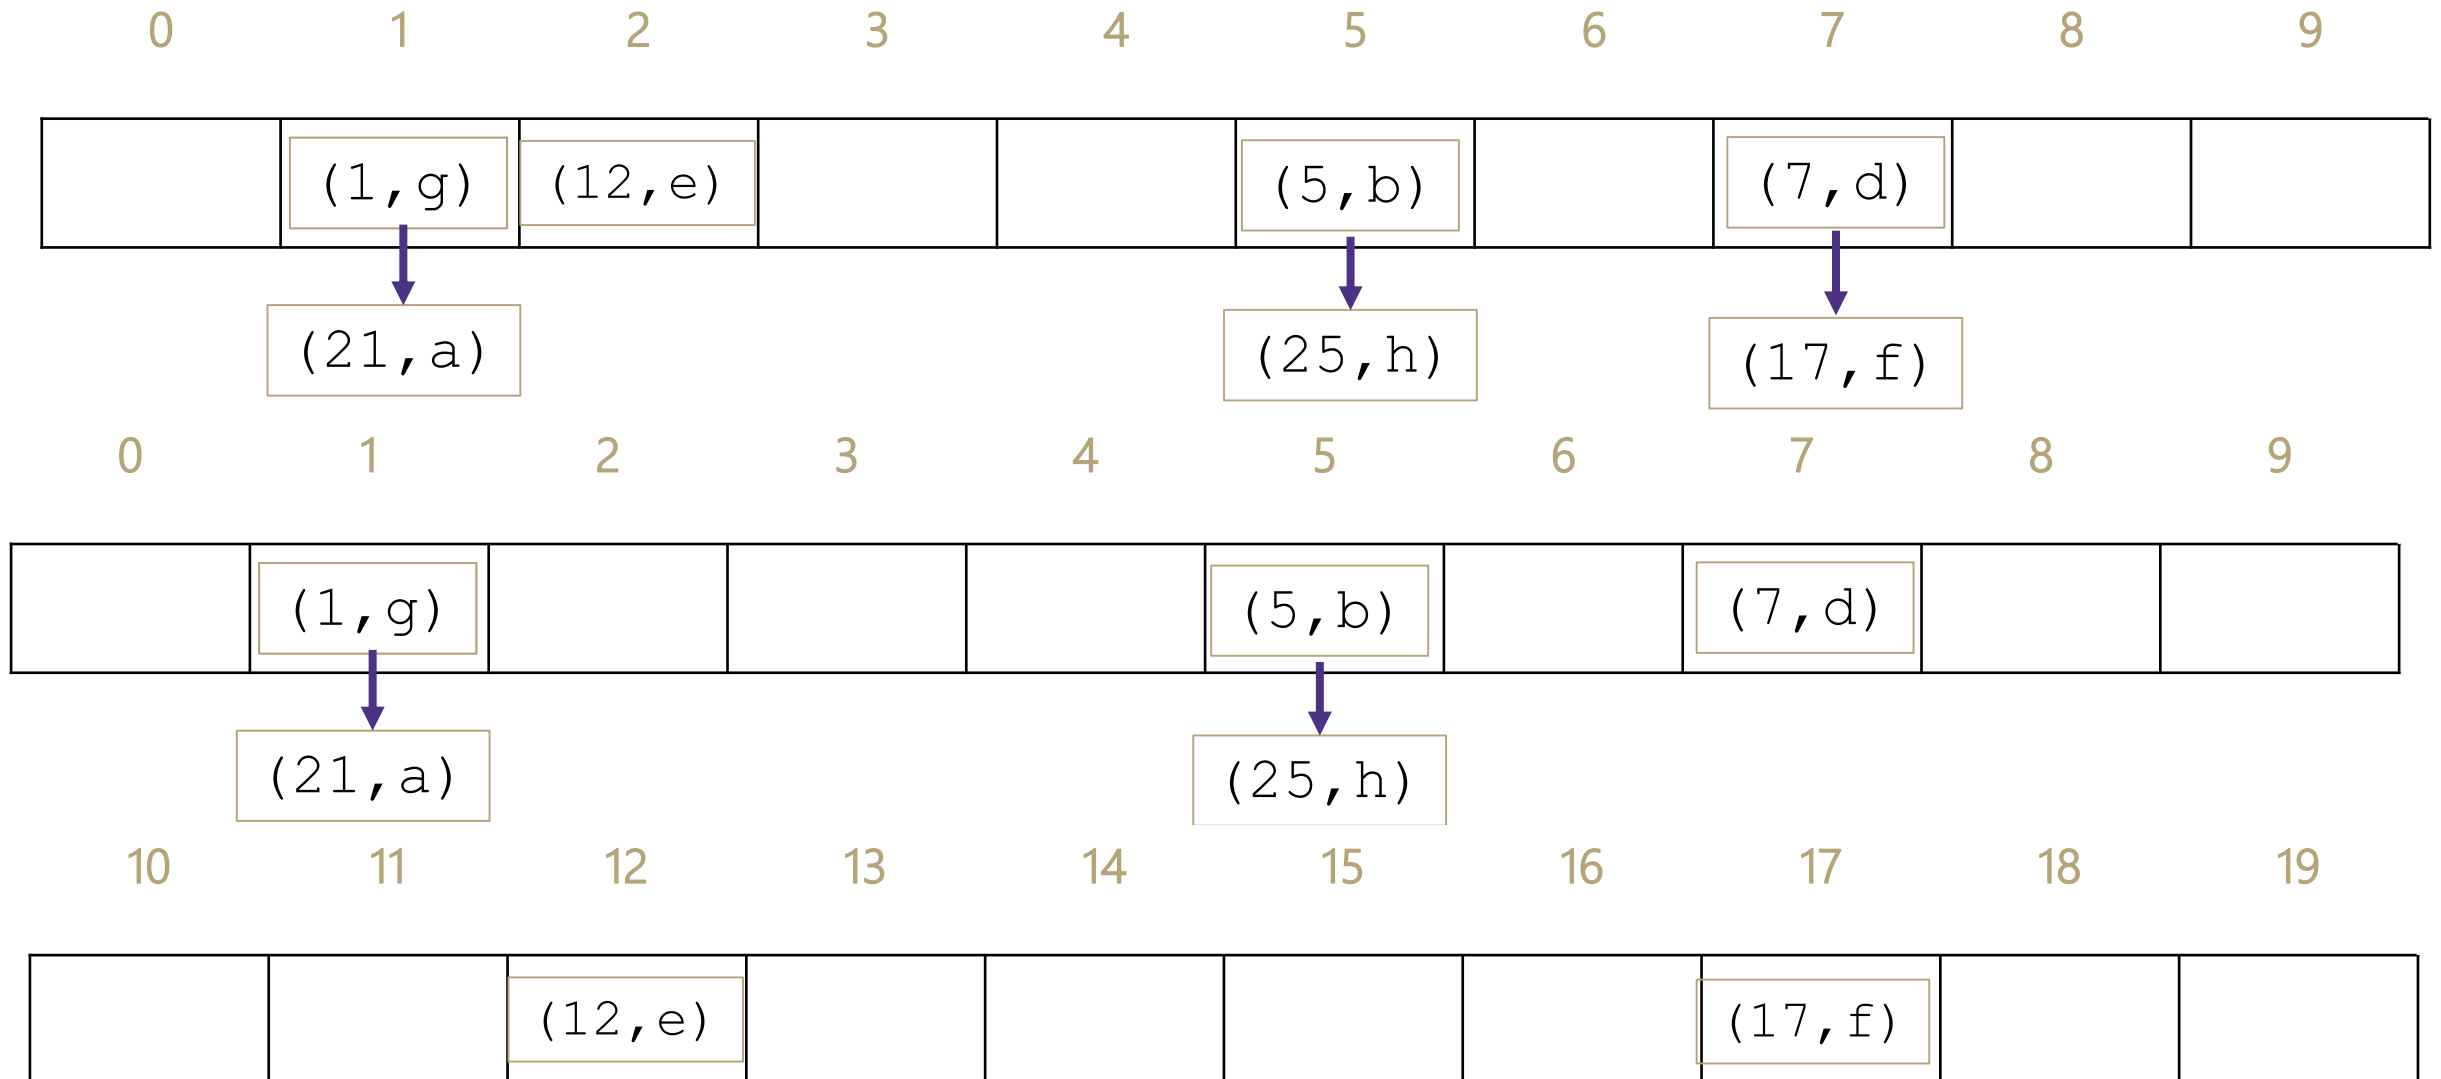 0 1 2 3 4 5 6 7 8 9
(1,g) (12,e) (5,b) (7,d)
(21,a) (25,h) (17,f)
0 1 2 3 4 5 6 7 8 9
(1,g) (5,b) (7,d)
(21,a) (25,h)
10 11 12 13 14 15 16 17 18 19
(12,e) (17,f)